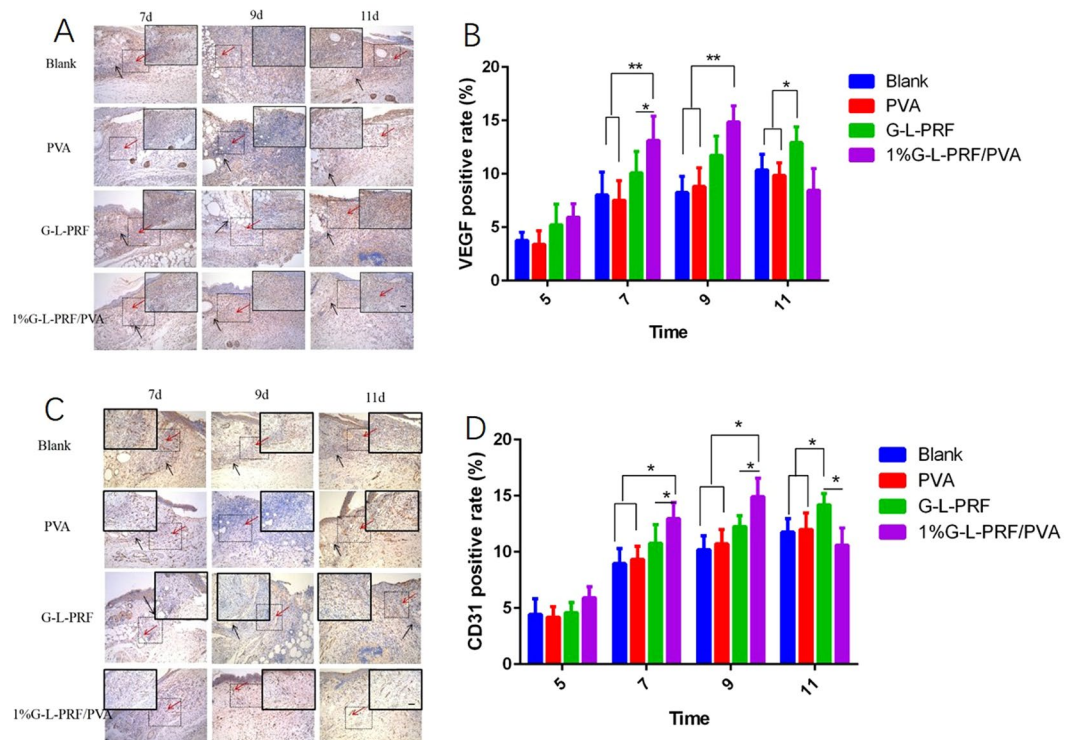 A
7d 9d 11d
Blank
PVA
G-L-PRF
1%G-L-PRF/PVA
B
VEGF positive rate (%)
20
15
10
5
0
** ** *
* 
5 7 9 11
Time
Blank
PVA
G-L-PRF
1%G-L-PRF/PVA
C
7d 9d 11d
Blank
PVA
G-L-PRF
1%G-L-PRF/PVA
D
CD31 positive rate (%)
20
15
10
5
0
* * *
* * *
5 7 9 11
Time
Blank
PVA
G-L-PRF
1%G-L-PRF/PVA